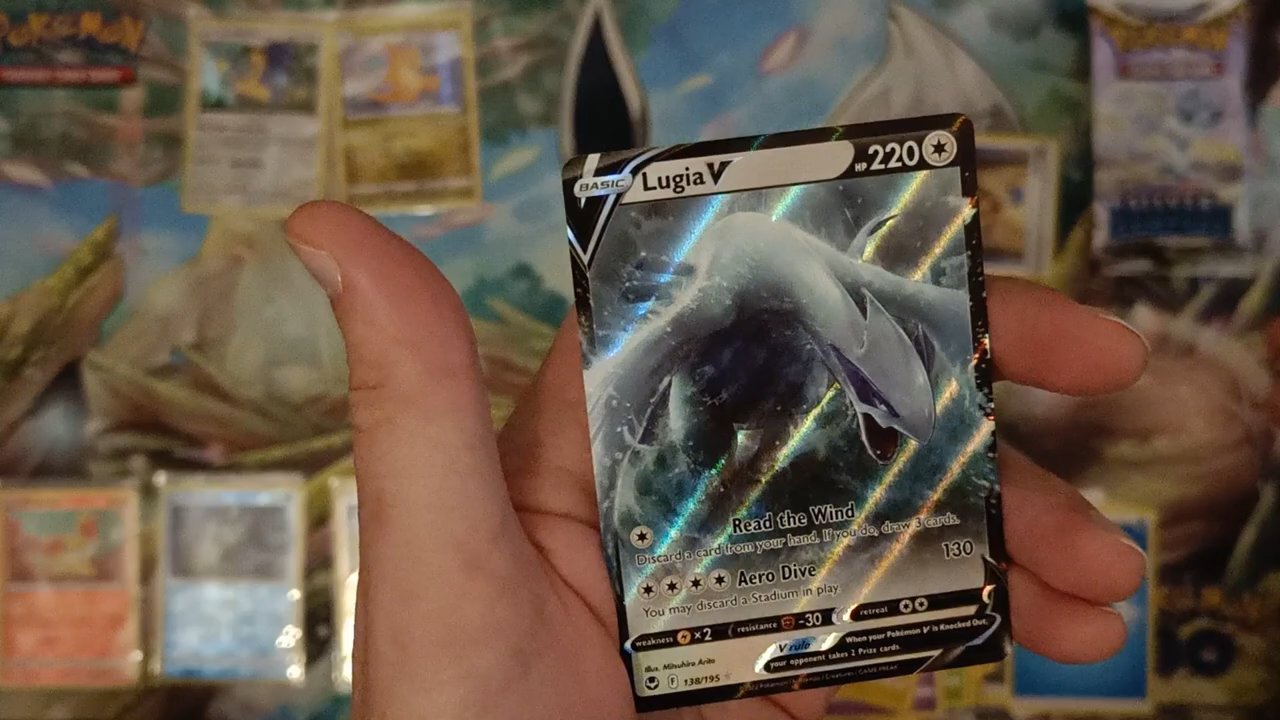 POKÉMON
BASIC Lugia V HP 220
Read the Wind
Discard a card from your hand. If you do, draw 3 cards.
Aero Dive 130
You may discard a Stadium in play.
weakness ×2 resistance -30 retreat
V rule When your Pokémon V is Knocked Out,
your opponent takes 2 Prize cards.
Illus. Mitsuhiro Arita
F 138/195